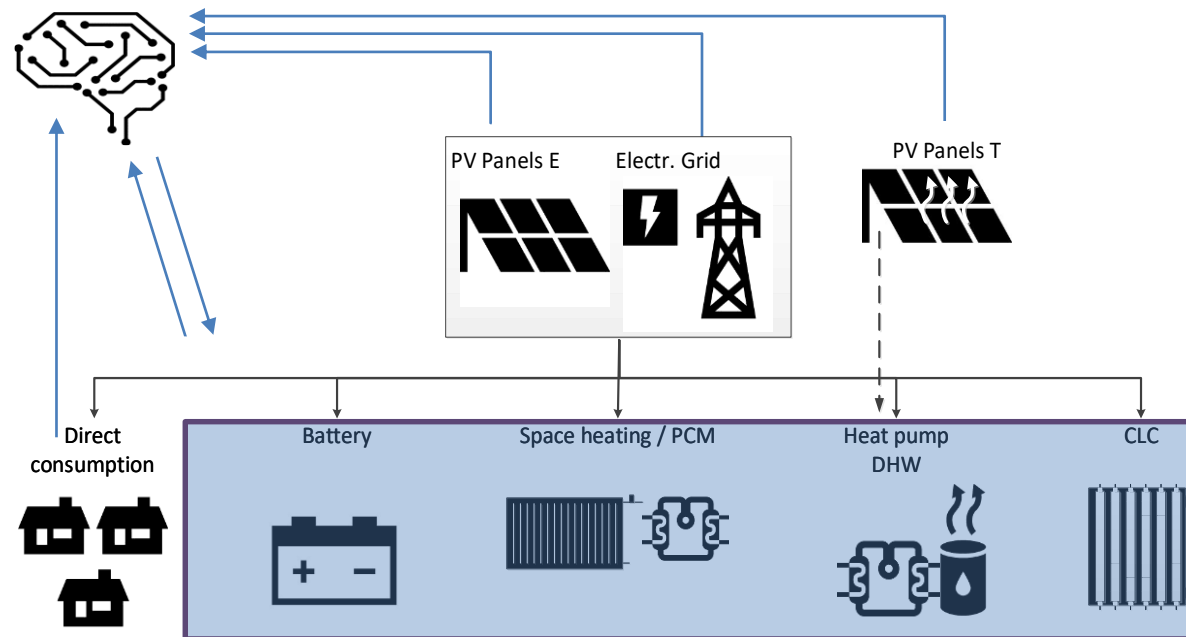 PV Panels E
Electr. Grid
PV Panels T
Direct
consumption
Battery
Space heating / PCM
Heat pump
DHW
CLC